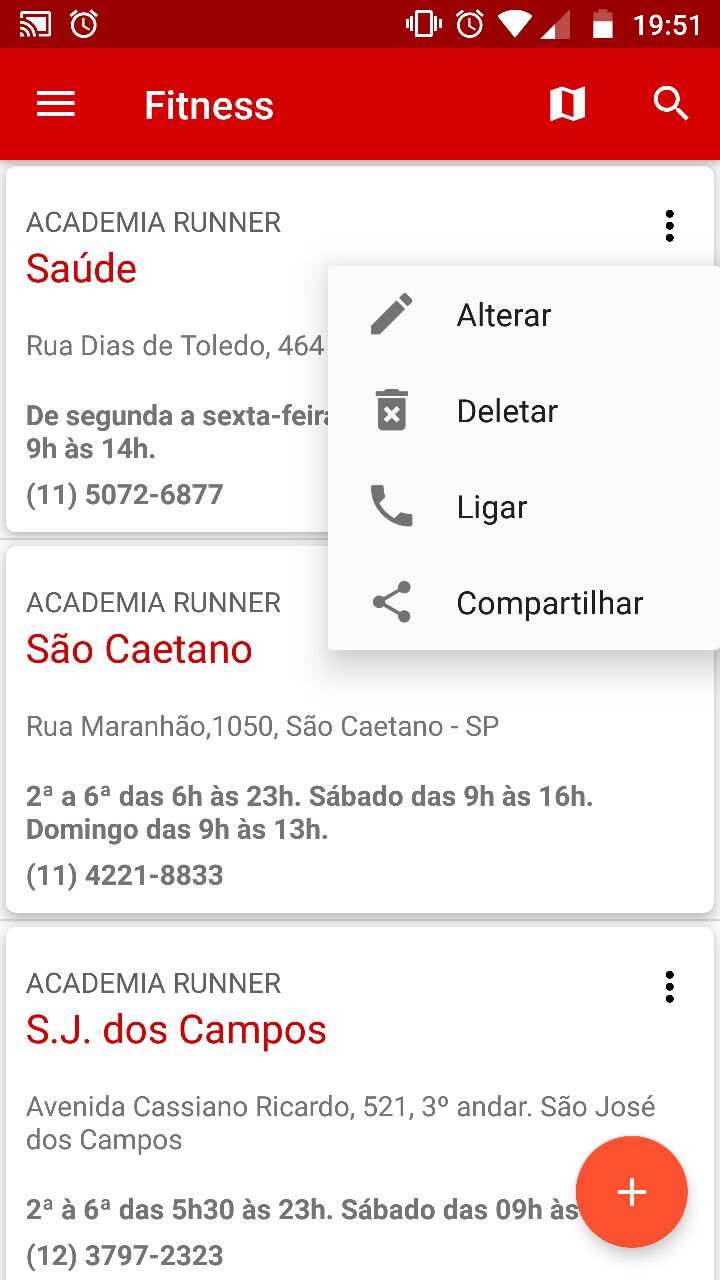 19:51
Fitness
ACADEMIA RUNNER
Saúde
Rua Dias de Toledo, 464
De segunda a sexta-feira
9h às 14h.
(11) 5072-6877
Alterar
Deletar
Ligar
Compartilhar
ACADEMIA RUNNER
São Caetano
Rua Maranhão,1050, São Caetano - SP
2ª a 6ª das 6h às 23h. Sábado das 9h às 16h.
Domingo das 9h às 13h.
(11) 4221-8833
ACADEMIA RUNNER
S.J. dos Campos
Avenida Cassiano Ricardo, 521, 3º andar. São José
dos Campos
2ª à 6ª das 5h30 às 23h. Sábado das 09h às
(12) 3797-2323